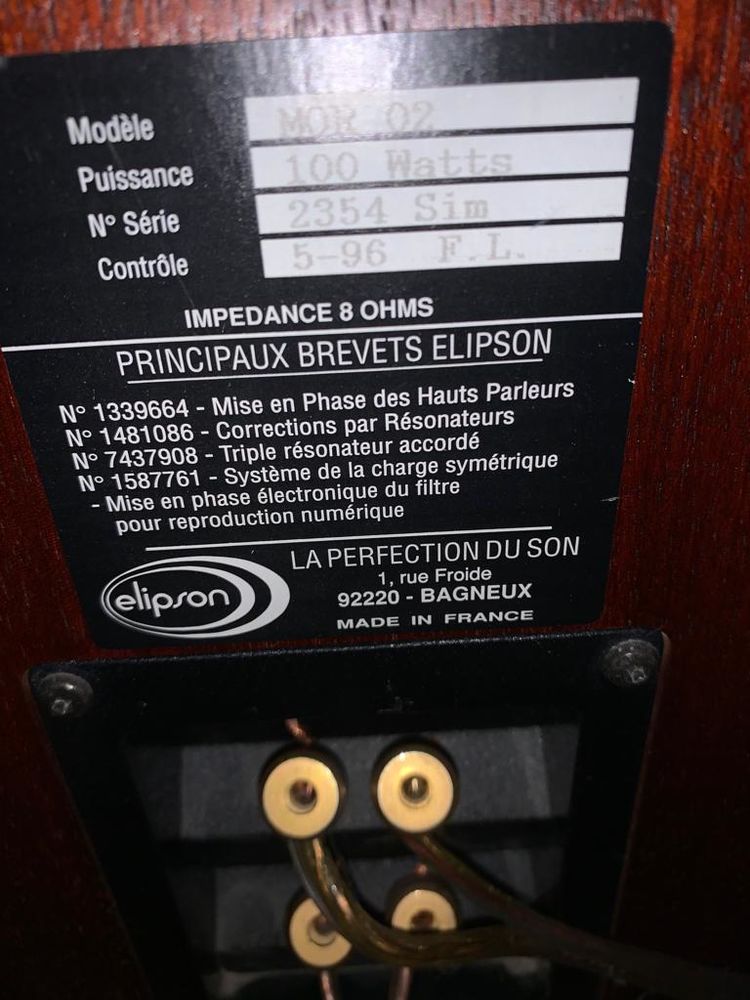 Modèle MOR 02
Puissance 100 Watts
N° Série 2354 Sim
Contrôle 5-96 F.L.
IMPEDANCE 8 OHMS
PRINCIPAUX BREVETS ELIPSON
N° 1339664 - Mise en Phase des Hauts Parleurs
N° 1481086 - Corrections par Résonateurs
N° 7437908 - Triple résonateur accordé
N° 1587761 - Système de la charge symétrique
- Mise en phase électronique du filtre
pour reproduction numérique
elipson
LA PERFECTION DU SON
1, rue Froide
92220 - BAGNEUX
MADE IN FRANCE